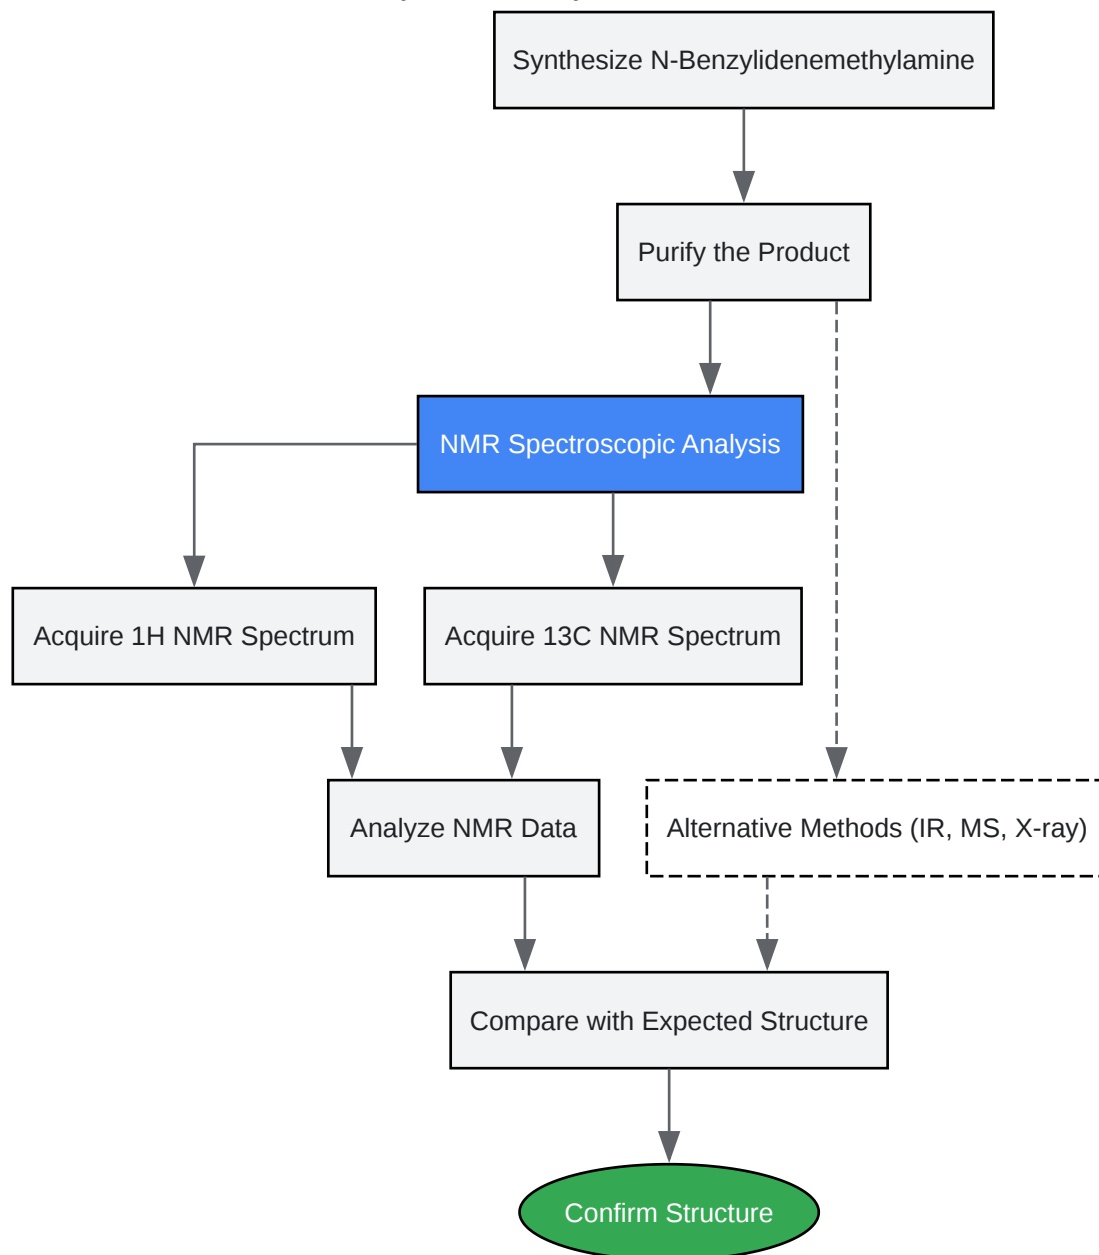 Synthesize N-Benzylidenemethylamine
Purify the Product
NMR Spectroscopic Analysis
Acquire 1H NMR Spectrum
Acquire 13C NMR Spectrum
Analyze NMR Data
Alternative Methods (IR, MS, X-ray)
Compare with Expected Structure
Confirm Structure